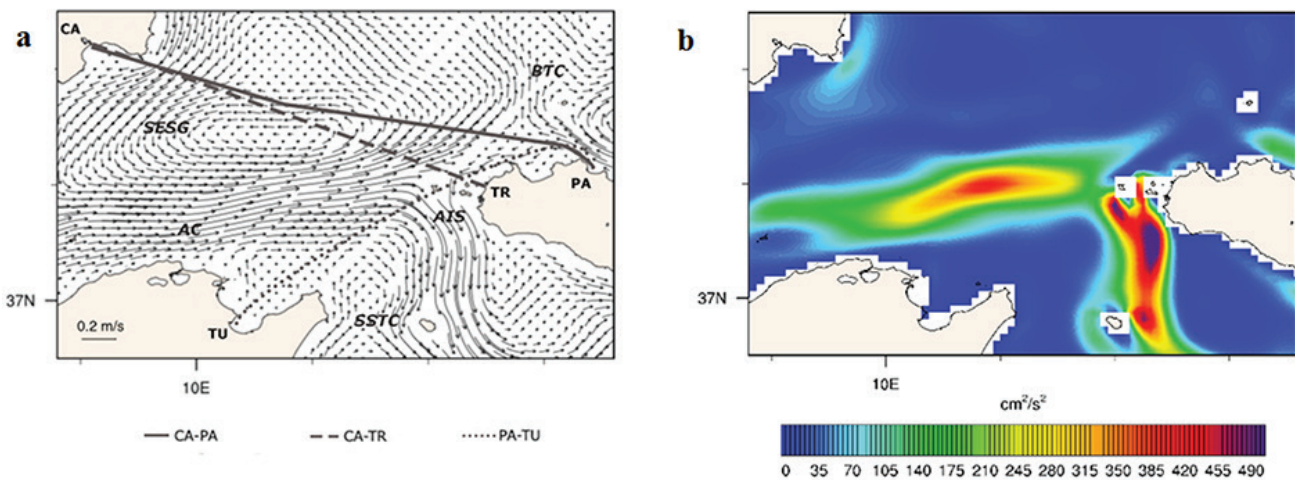 a
CA
BTC
SESG
PA
TR
AIS
AC
37N
SSTC
0.2 m/s
TU
10E
CA-PA CA-TR PA-TU
b
37N
10E
cm²/s²
0 35 70 105 140 175 210 245 280 315 350 385 420 455 490